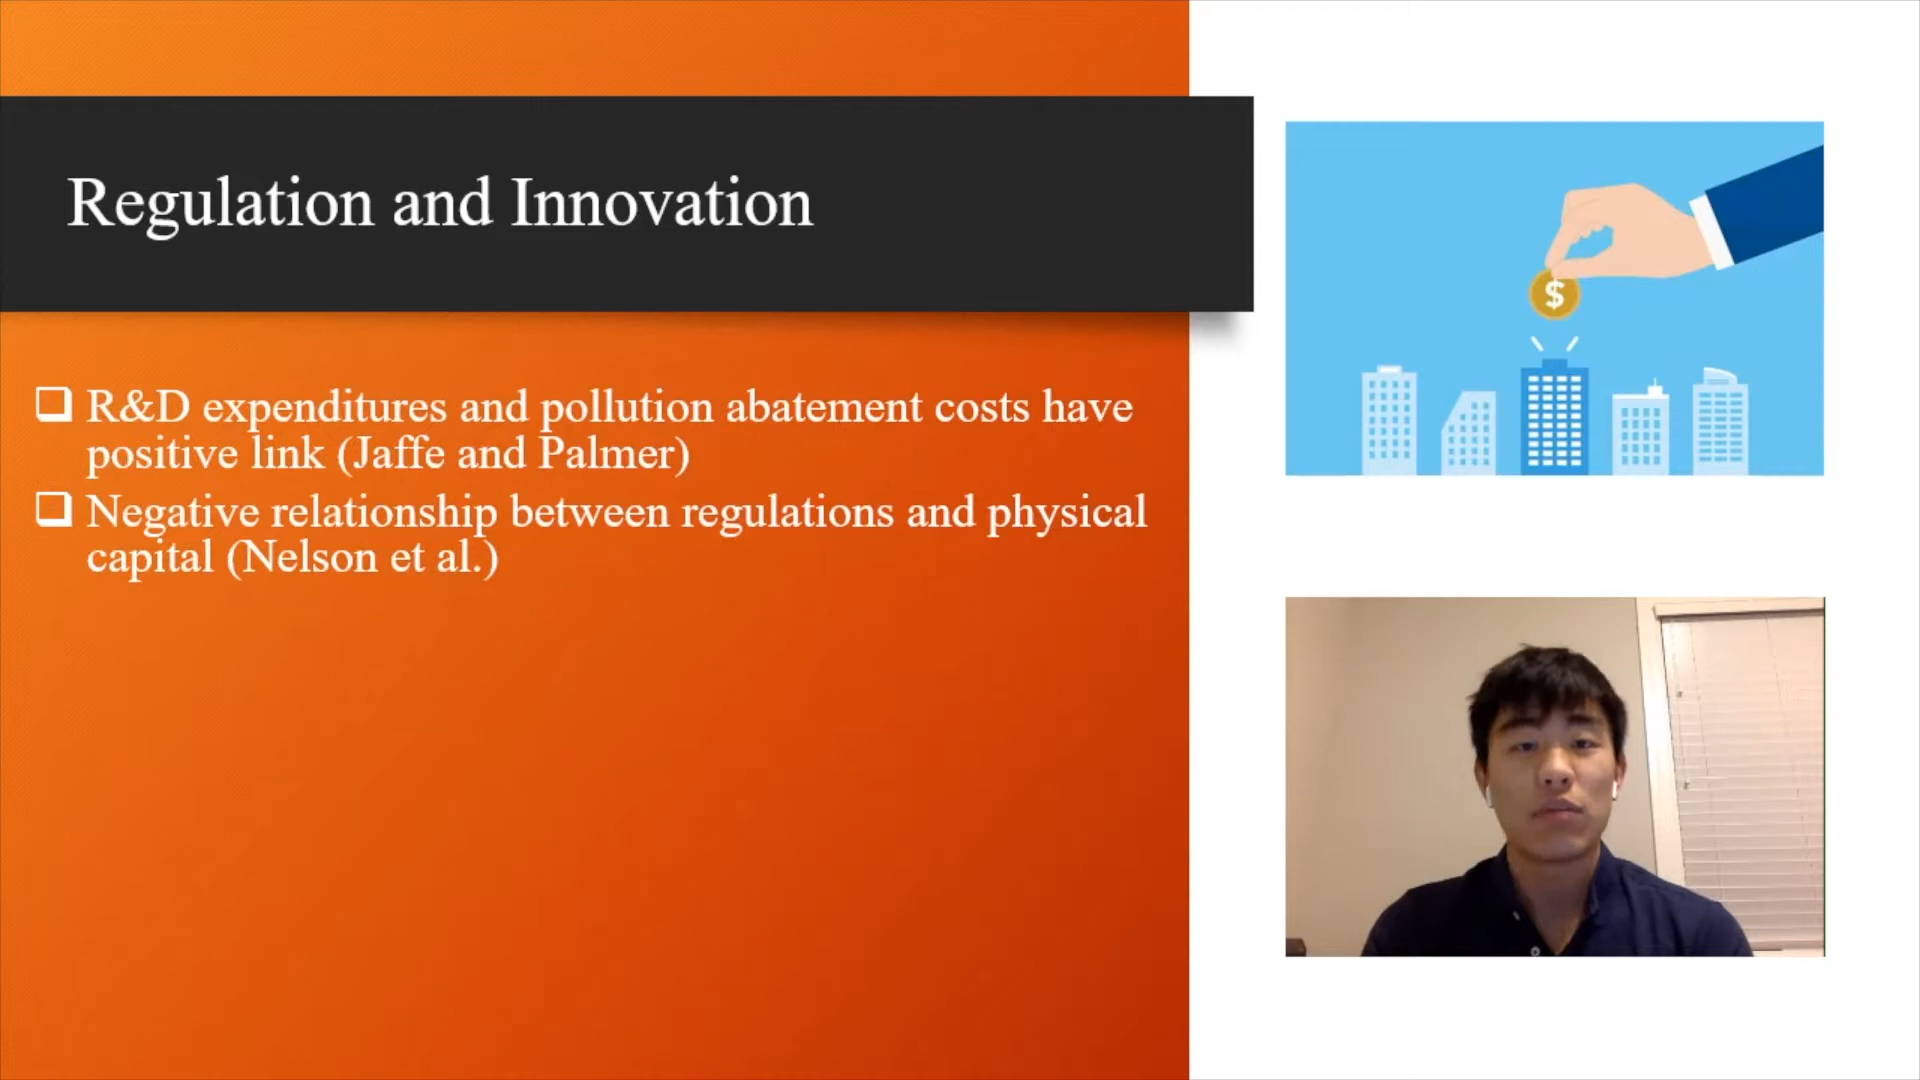 Regulation and Innovation
R&D expenditures and pollution abatement costs have
positive link (Jaffe and Palmer)
Negative relationship between regulations and physical
capital (Nelson et al.)
$